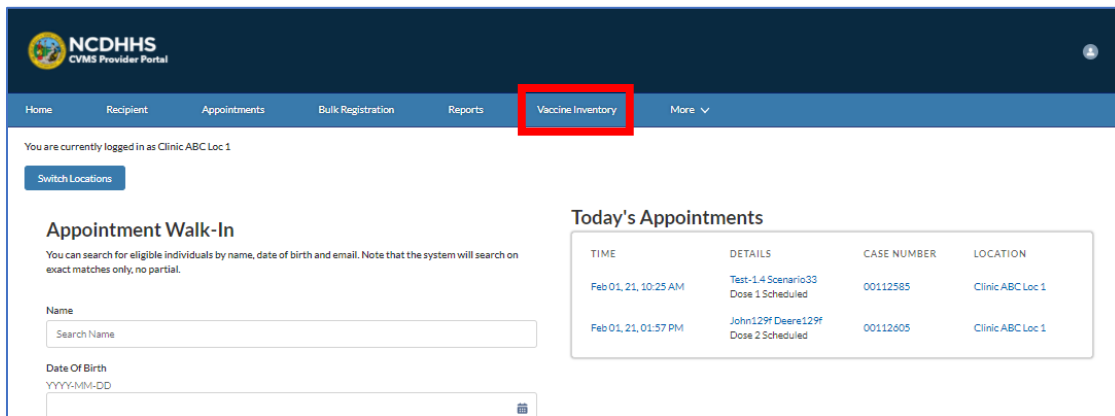 NCDHHS
CVMS Provider Portal
Home Recipient Appointments Bulk Registration Reports Vaccine Inventory More
You are currently logged in as Clinic ABC Loc 1
Switch Locations
Appointment Walk-In
You can search for eligible individuals by name, date of birth and email. Note that the system will search on
exact matches only, no partial.
Name
Search Name
Date Of Birth
YYYY-MM-DD
Today's Appointments
TIME DETAILS CASE NUMBER LOCATION
Feb 01, 21, 10:25 AM Test-1.4 Scenario33 00112585 Clinic ABC Loc 1
Dose 1 Scheduled
Feb 01, 21, 01:57 PM John129f Deere129f 00112605 Clinic ABC Loc 1
Dose 2 Scheduled